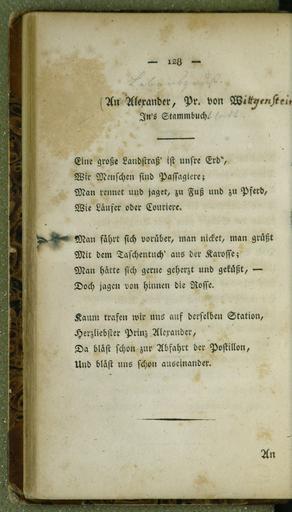 — 128 —
(An Alexander, Pr. von Wittgenstein
In's Stammbuch.
Eine große Landstraß' ist unsre Erd',
Wir Menschen sind Passagiere;
Man rennet und jaget, zu Fuß und zu Pferd,
Wie Läufer oder Couriere.
Man fährt sich vorüber, man nicket, man grüßt
Mit dem Taschentuch' aus der Karosse;
Man hätte sich gerne geherzt und geküßt, —
Doch jagen von hinnen die Rosse.
Kaum trafen wir uns auf derselben Station,
Herzliebster Prinz Alexander,
Da bläst schon zur Abfahrt der Postillon,
Und bläst uns schon auseinander.
An